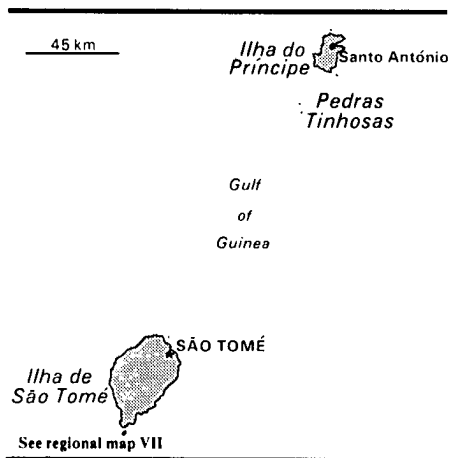 45 km
Ilha do
Príncipe
Santo António
Pedras
Tinhosas
Gulf
of
Guinea
SÃO TOMÉ
Ilha de
São Tomé
See regional map VII